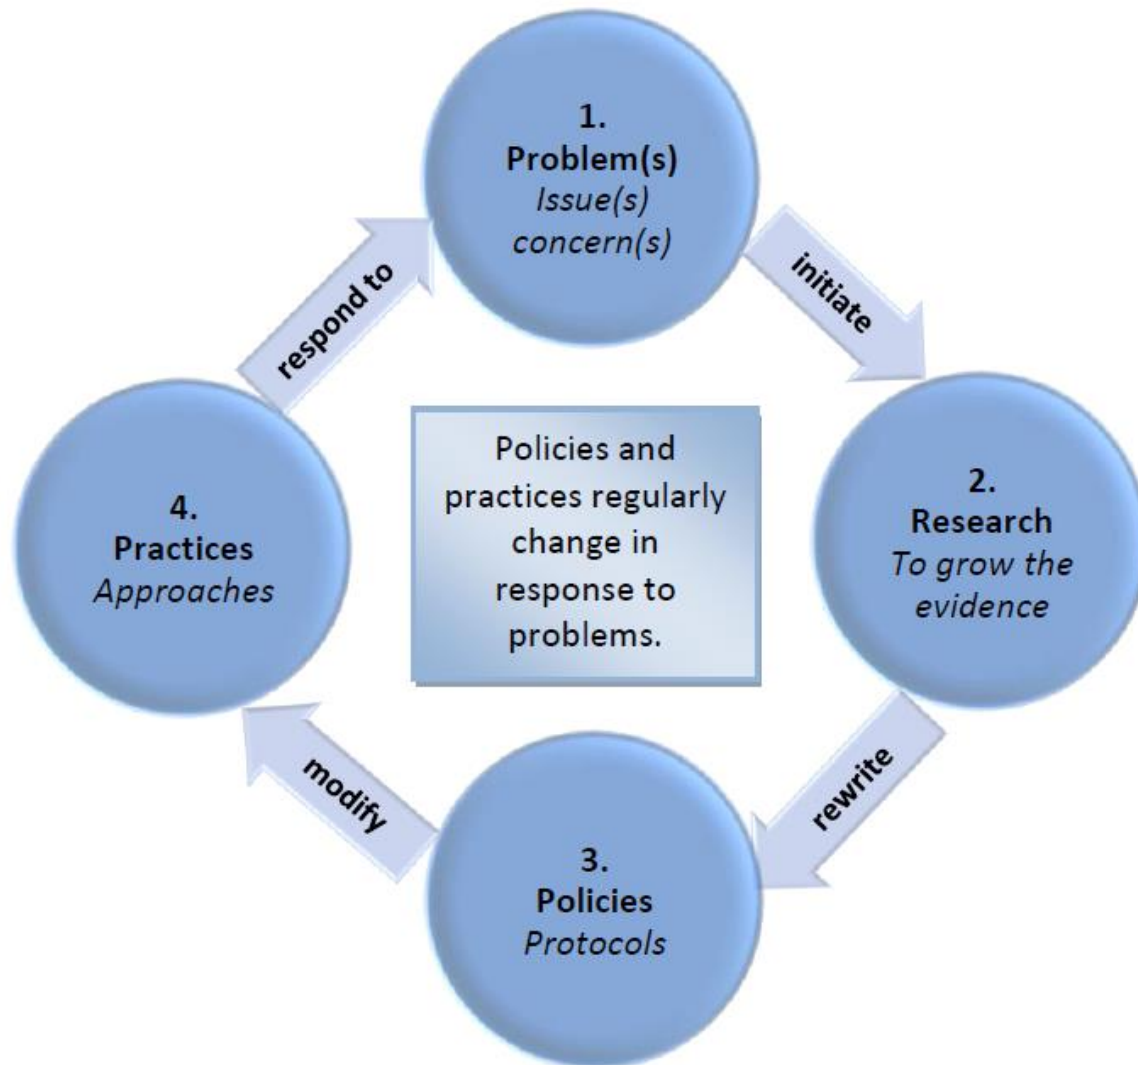 1.
Problem(s)
Issue(s)
concern(s)
initiate
2.
Research
To grow the
evidence
rewrite
3.
Policies
Protocols
modify
4.
Practices
Approaches
respond to
Policies and
practices regularly
change in
response to
problems.